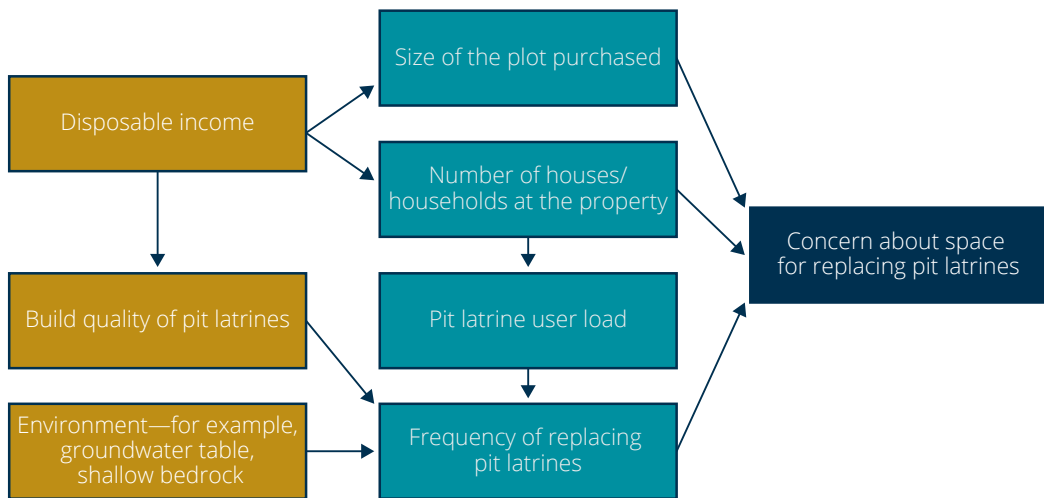 Size of the plot purchased
Disposable income
Number of houses/
households at the property
Concern about space
for replacing pit latrines
Build quality of pit latrines
Pit latrine user load
Environment—for example,
groundwater table,
shallow bedrock
Frequency of replacing
pit latrines